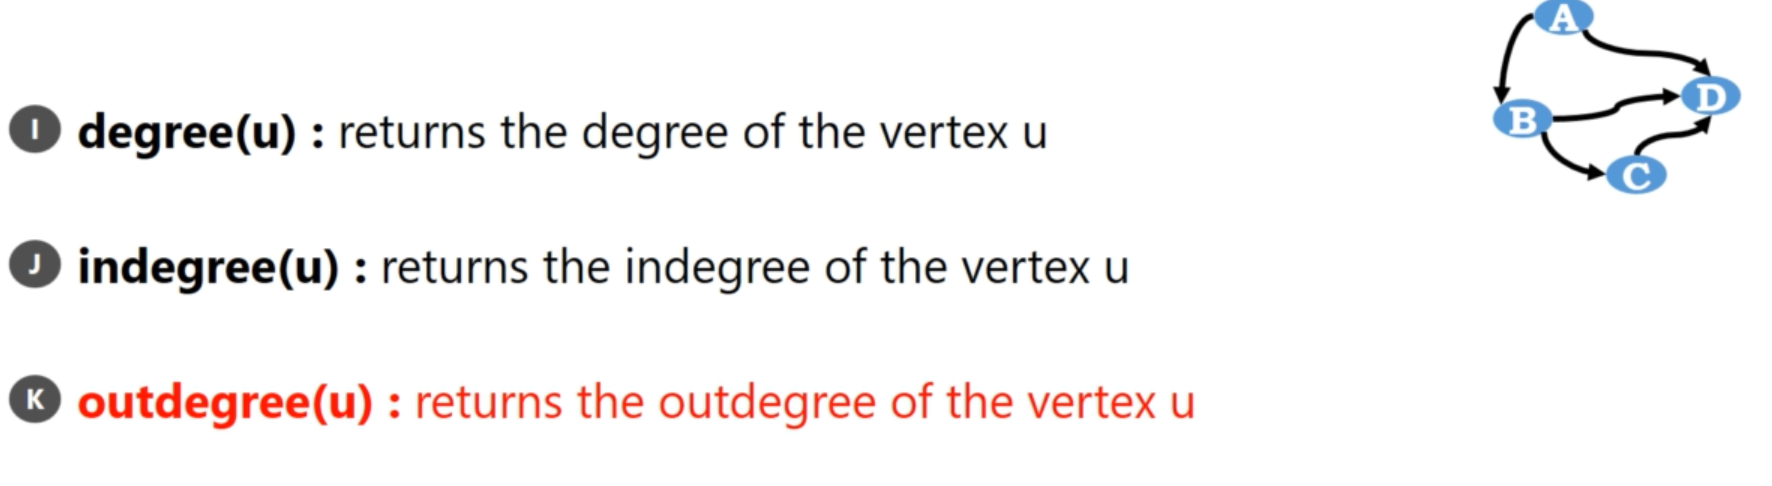 A
I degree(u) : returns the degree of the vertex u
D
B
C
J indegree(u) : returns the indegree of the vertex u
K outdegree(u) : returns the outdegree of the vertex u